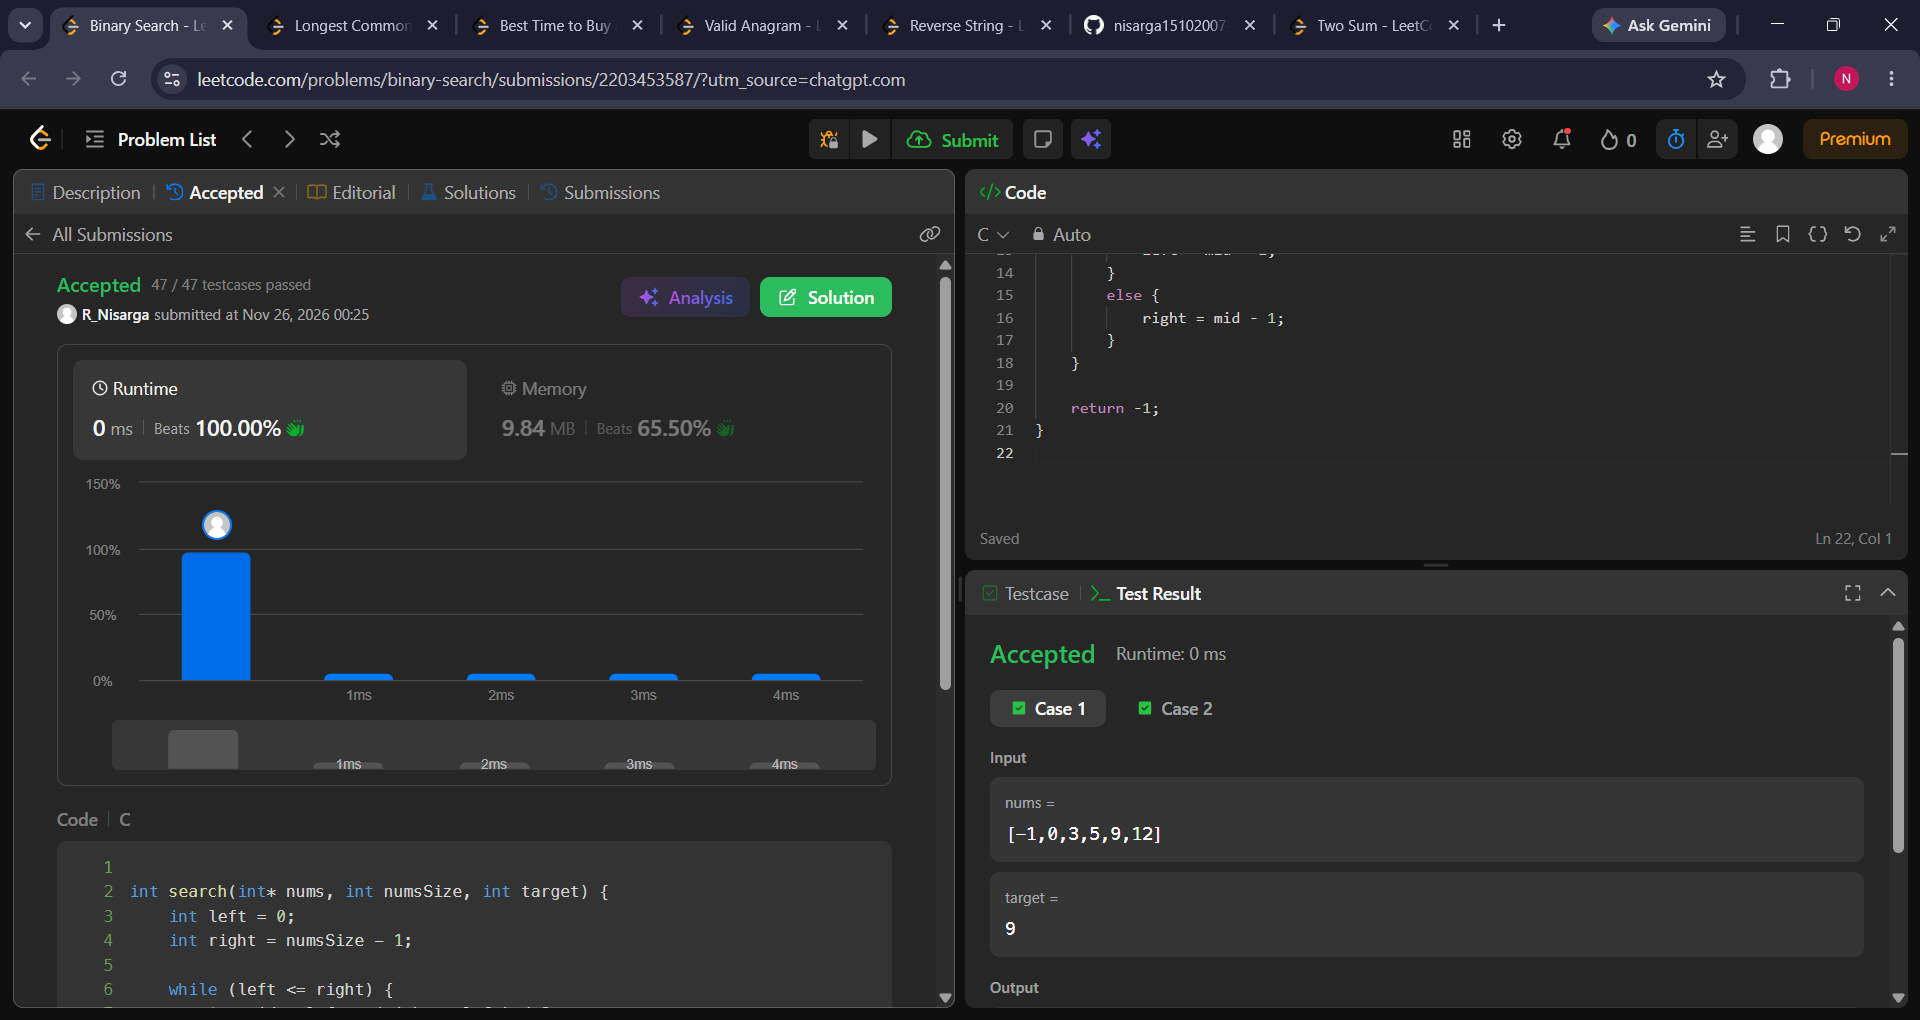 Binary Search - Le
Longest Common
Best Time to Buy
Valid Anagram - L
Reverse String - L
nisarga15102007
Two Sum - LeetC
Ask Gemini
leetcode.com/problems/binary-search/submissions/2203453587/?utm_source=chatgpt.com
N
Problem List
Submit
0
Premium
Description
Accepted
Editorial
Solutions
Submissions
All Submissions
Accepted 47 / 47 testcases passed
R_Nisarga submitted at Nov 26, 2026 00:25
Analysis
Solution
Runtime
0 ms Beats 100.00%
Memory
9.84 MB Beats 65.50%
150%
100%
50%
0%
1ms 2ms 3ms 4ms
1ms 2ms 3ms 4ms
Code C
1
2 int search(int* nums, int numsSize, int target) {
3 int left = 0;
4 int right = numsSize - 1;
5
6 while (left <= right) {
</> Code
C Auto
14 }
15 else {
16 right = mid - 1;
17 }
18 }
19
20 return -1;
21 }
22
Saved
Ln 22, Col 1
Testcase
Test Result
Accepted Runtime: 0 ms
Case 1
Case 2
Input
nums =
[-1,0,3,5,9,12]
target =
9
Output